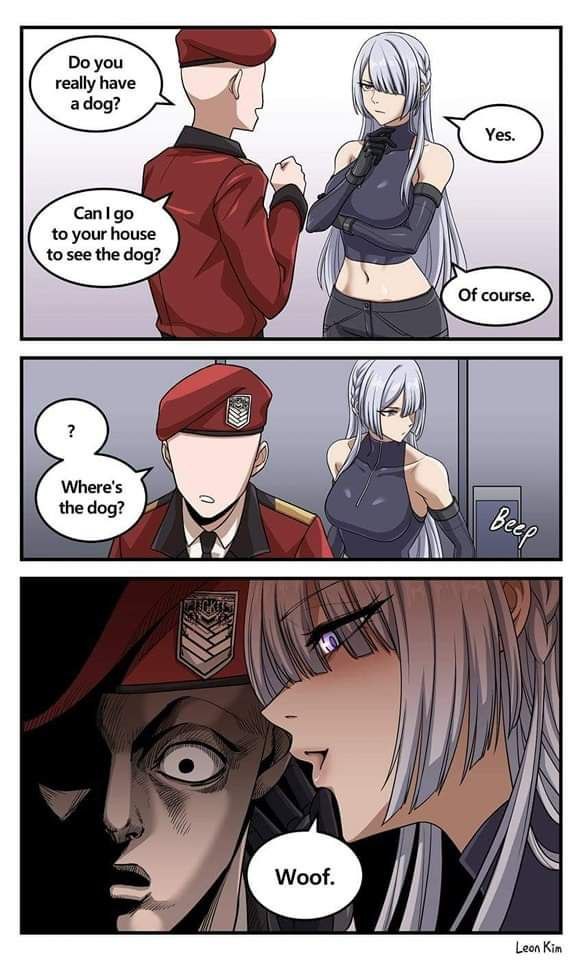 Do you
really have
a dog?
Yes.
Can I go
to your house
to see the dog?
Of course.
?
Where's
the dog?
Beep
Woof.
Leon Kim